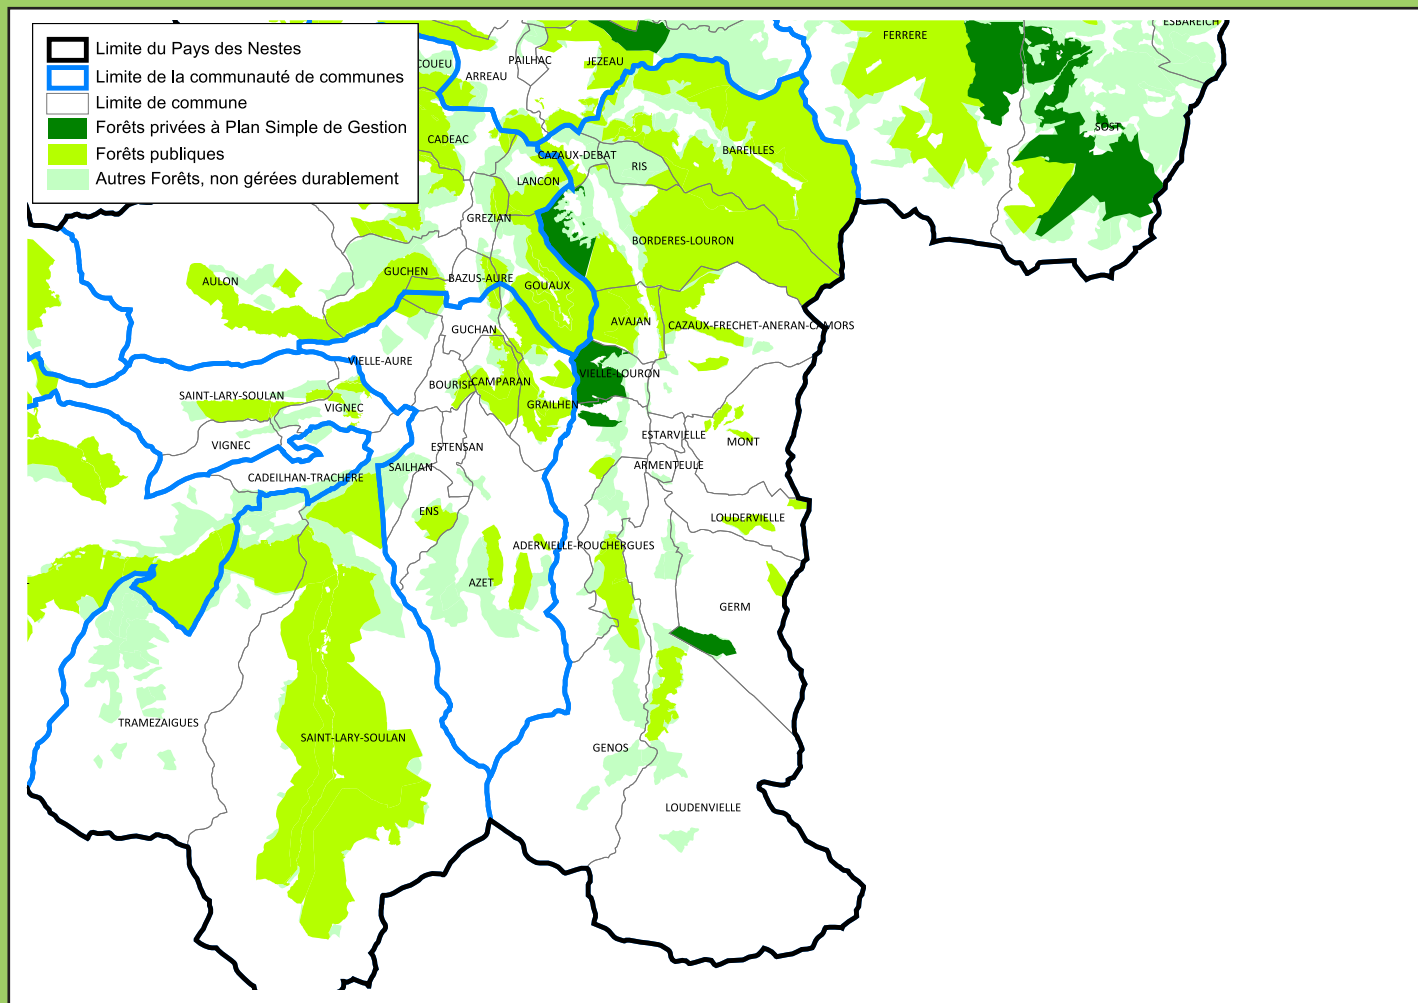 Limite du Pays des Nestes
Limite de la communauté de communes
Limite de commune
Forêts privées à Plan Simple de Gestion
Forêts publiques
Autres Forêts, non gérées durablement
ESBAREICH
FERRERE
PAILHAC
JEZEAU
COUEU
ARREAU
SOST
CADEAC
BAREILLES
CAZAUX-DEBAT
RIS
LANCON
GREZIAN
BORDERES-LOURON
GUCHEN
BAZUS-AURE
AULON
GOUAUX
AVAJAN
CAZAUX-FRECHET-ANERAN-CAMORS
GUCHAN
VIELLE-AURE
VIELLE-LOURON
BOURISP
CAMPARAN
SAINT-LARY-SOULAN
GRAILHEN
VIGNEC
ESTARVIELLE
MONT
VIGNEC
ESTENSAN
SAILHAN
ARMENTEULE
CADEILHAN-TRACHERE
ENS
LOUDERVIELLE
ADERVIELLE-POUCHERGUES
AZET
GERM
TRAMEZAIGUES
SAINT-LARY-SOULAN
GENOS
LOUDENVIELLE